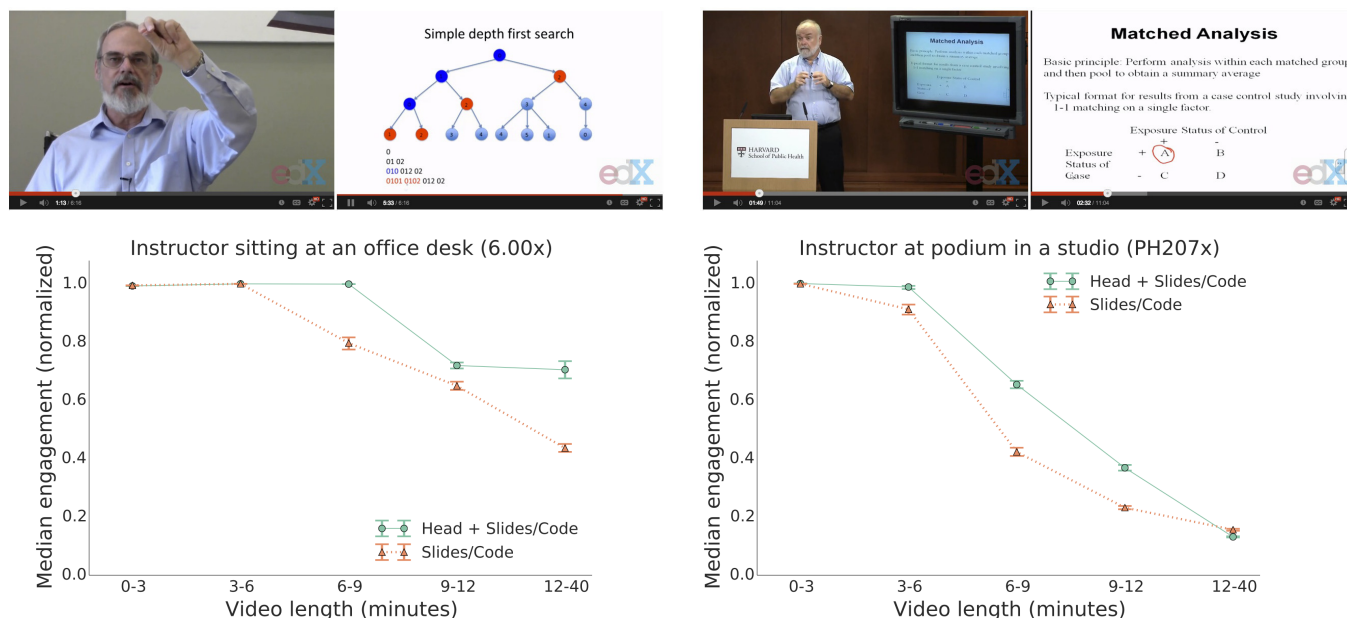 Simple depth first search
0
01 02
010 012 02
0101 0102 012 02
edX
1:13 / 6:16
5:33 / 6:16
Matched Analysis
HARVARD
School of Public Health
01:49 / 11:04
Matched Analysis
Basic principle: Perform analysis within each matched group
and then pool to obtain a summary average
Typical format for results from a case control study involvin
1-1 matching on a single factor.
Exposure Status of Control
+ -
Exposure + A B
Status of
Case - C D
edX
02:32 / 11:04
Instructor sitting at an office desk (6.00x)
Median engagement (normalized)
1.0
0.8
0.6
0.4
0.2
0.0
Head + Slides/Code
Slides/Code
0-3 3-6 6-9 9-12 12-40
Video length (minutes)
Instructor at podium in a studio (PH207x)
Median engagement (normalized)
1.0
0.8
0.6
0.4
0.2
0.0
Head + Slides/Code
Slides/Code
0-3 3-6 6-9 9-12 12-40
Video length (minutes)